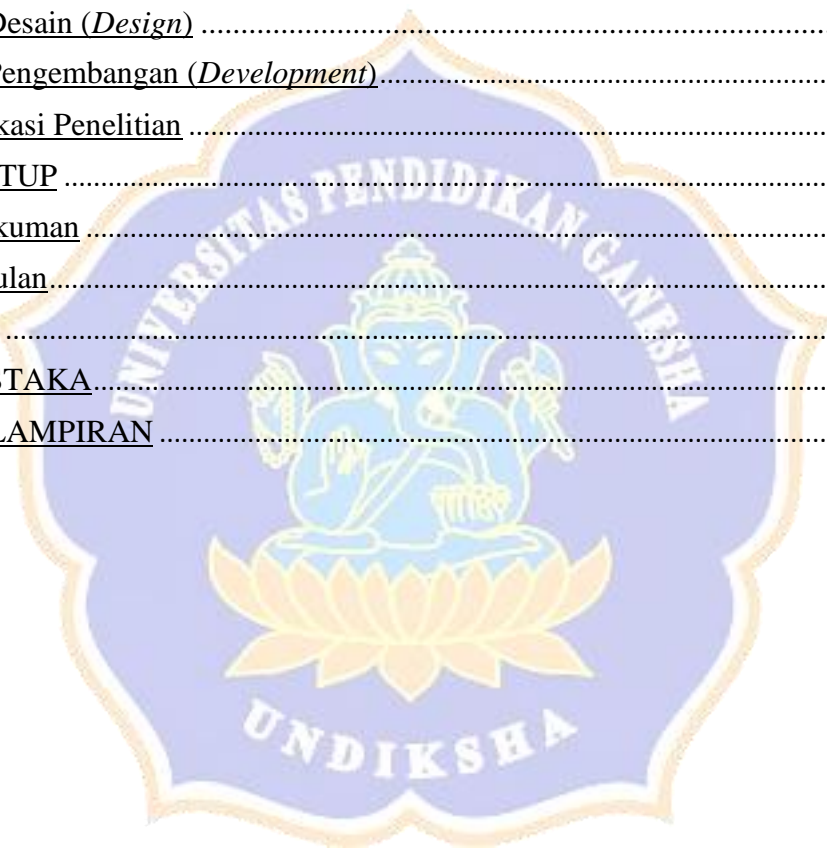 Desain (Design) ........................................................
Pengembangan (Development) ........................................................
kasi Penelitian ........................................................
TUP ........................................................
kuman ........................................................
ulan ........................................................
........................................................
STAKA ........................................................
LAMPIRAN ........................................................
UNIVERSITAS PENDIDIKAN GANESHA
UNDIKSHA